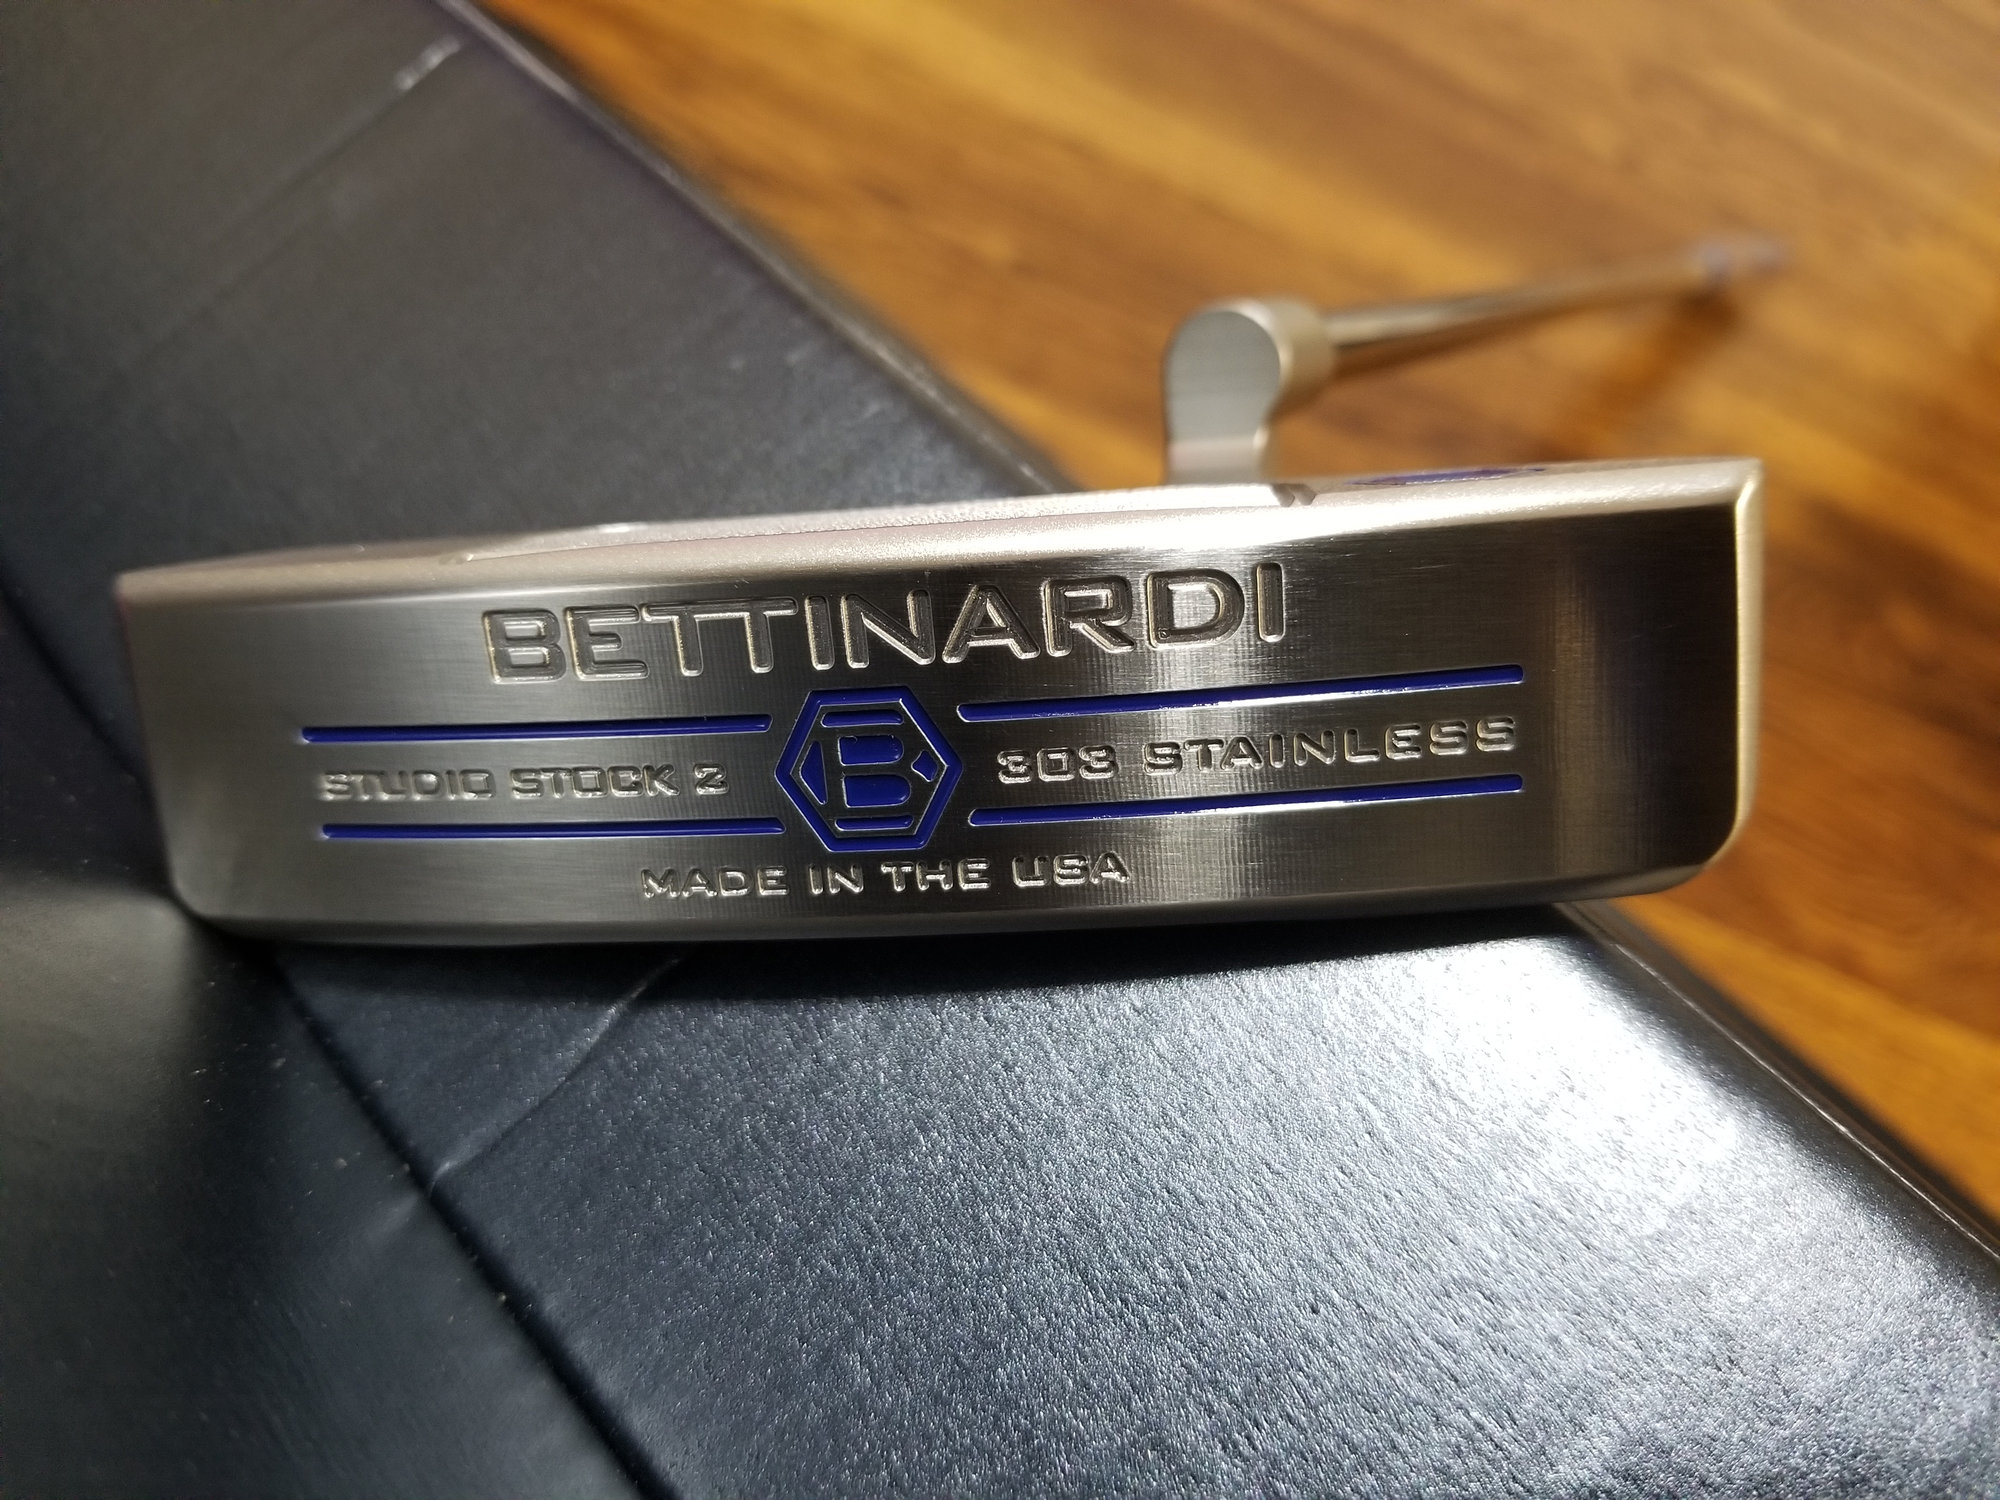 BETTINARDI
STUDIO STOCK 2 B 303 STAINLESS
MADE IN THE USA